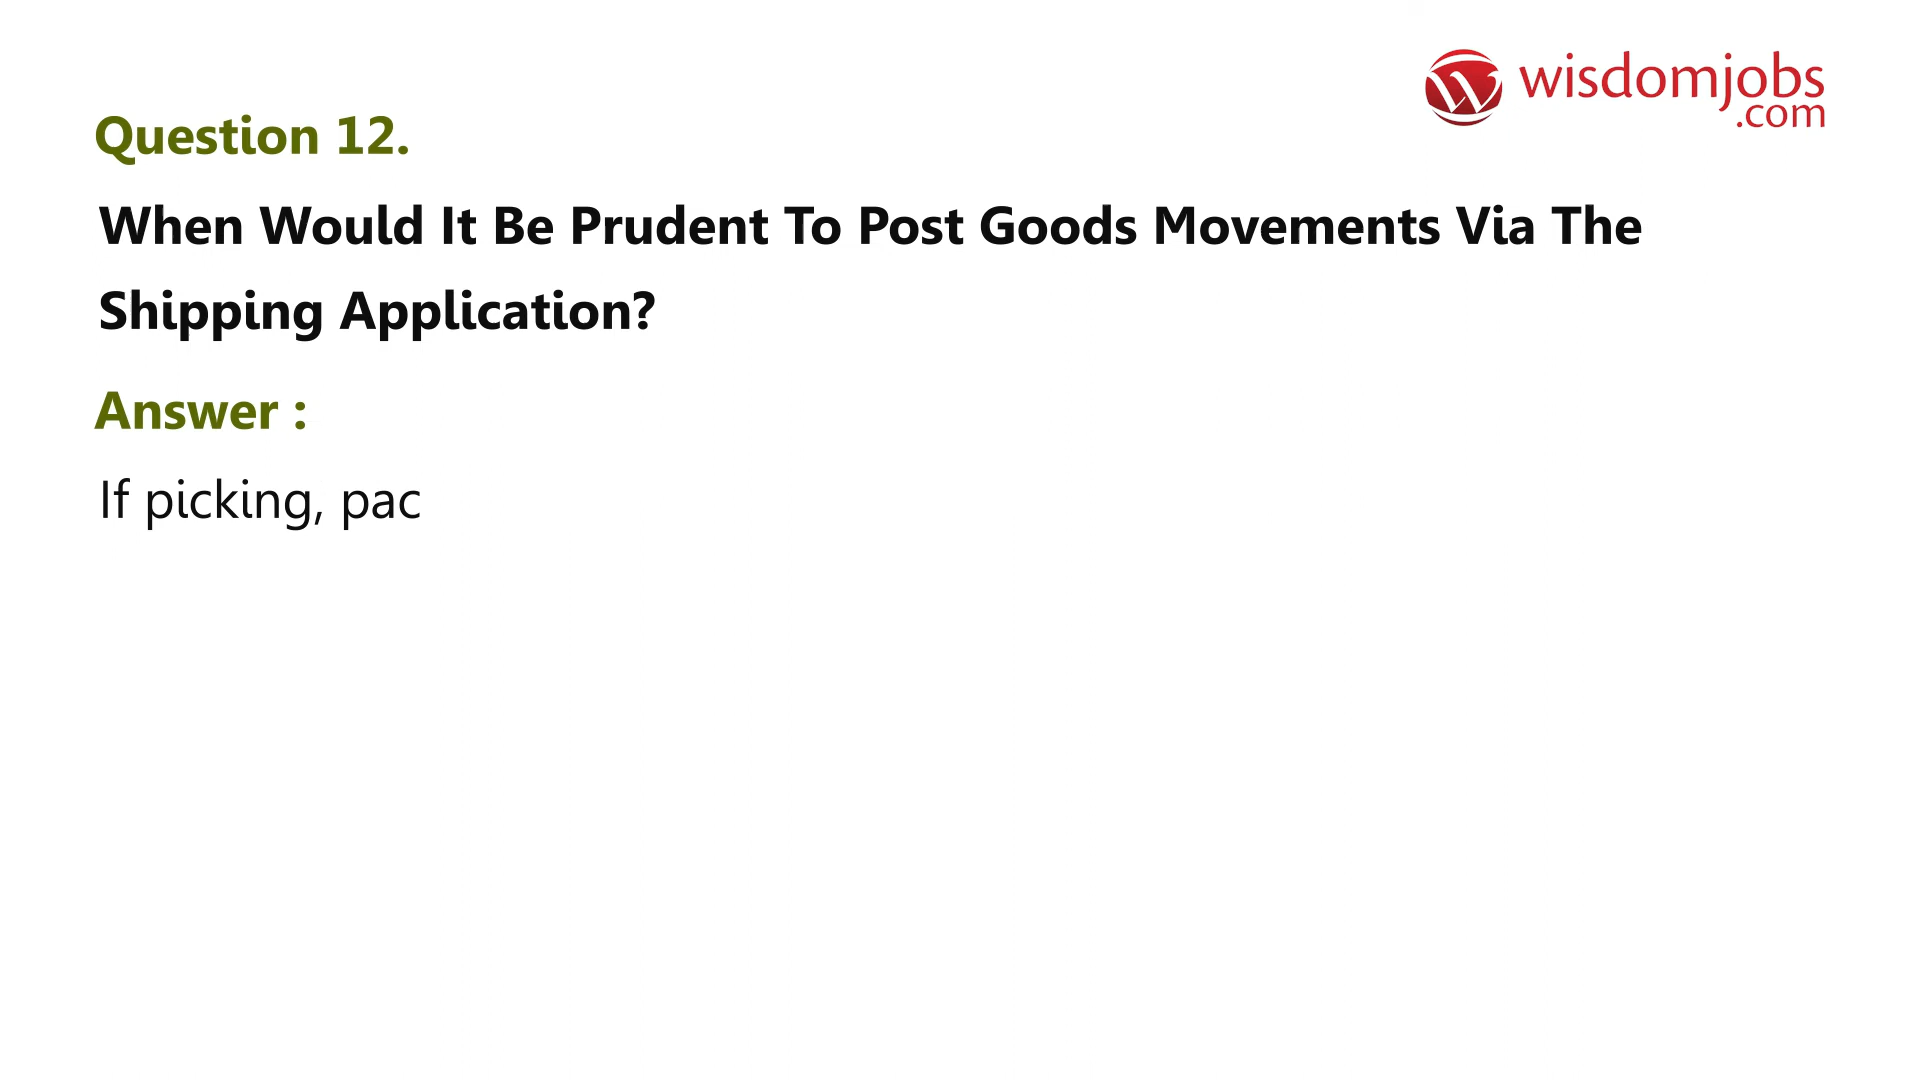 wisdomjobs
.com
Question 12.
When Would It Be Prudent To Post Goods Movements Via The
Shipping Application?
Answer :
If picking, pac